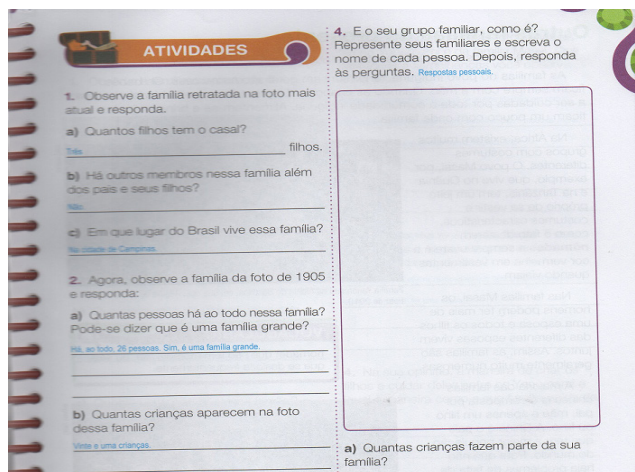 ATIVIDADES
1. Observe a família retratada na foto mais
atual e responda.
a) Quantos filhos tem o casal?
Três
filhos.
b) Há outros membros nessa família além
dos pais e seus filhos?
Não.
c) Em que lugar do Brasil vive essa família?
Na cidade de Campinas.
2. Agora, observe a família da foto de 1905
e responda:
a) Quantas pessoas há ao todo nessa família?
Pode-se dizer que é uma família grande?
Há, ao todo, 26 pessoas. Sim, é uma família grande.
b) Quantas crianças aparecem na foto
dessa família?
Vinte e uma crianças.
4. E o seu grupo familiar, como é?
Represente seus familiares e escreva o
nome de cada pessoa. Depois, responda
às perguntas. Respostas pessoais.
a) Quantas crianças fazem parte da sua
família?